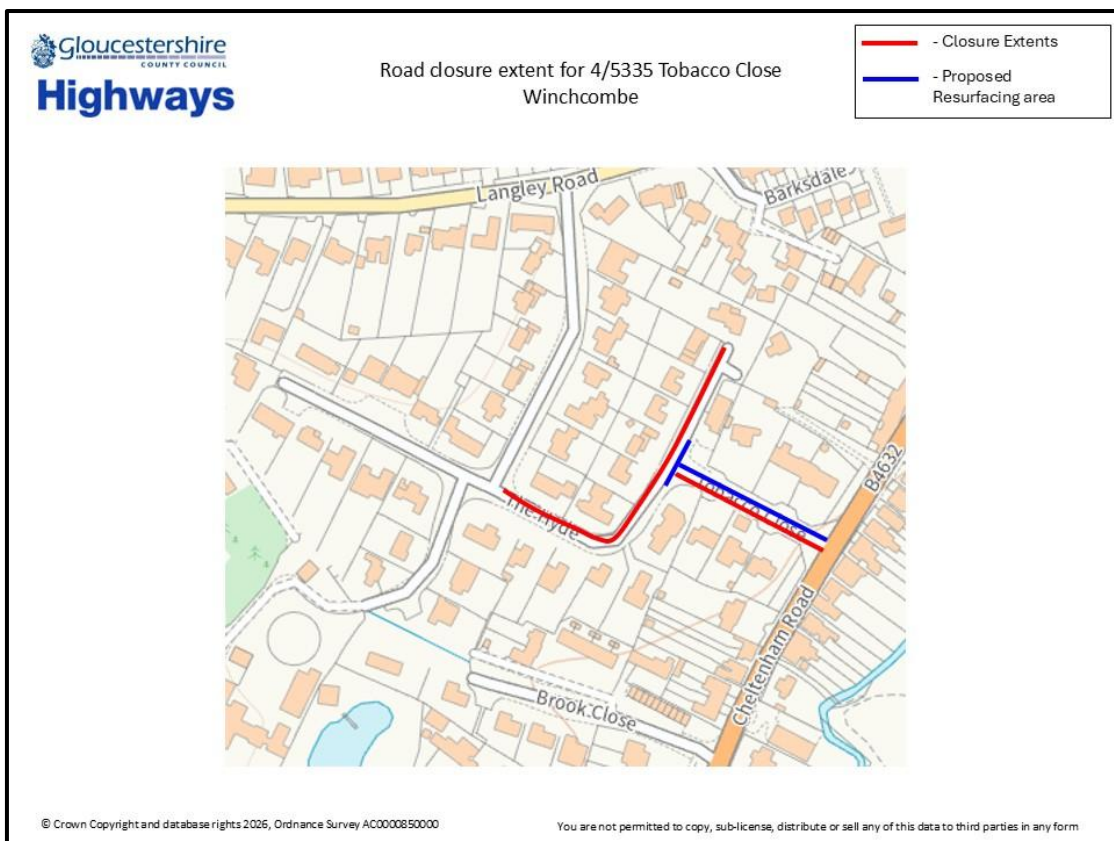 Gloucestershire
COUNTY COUNCIL
Highways
Road closure extent for 4/5335 Tobacco Close
Winchcombe
- Closure Extents
- Proposed
Resurfacing area
Langley Road
Barksdale
B4632
The Hyde
Tobacco Close
Cheltenham Road
Brook Close
© Crown Copyright and database rights 2026, Ordnance Survey AC0000850000
You are not permitted to copy, sub-license, distribute or sell any of this data to third parties in any form